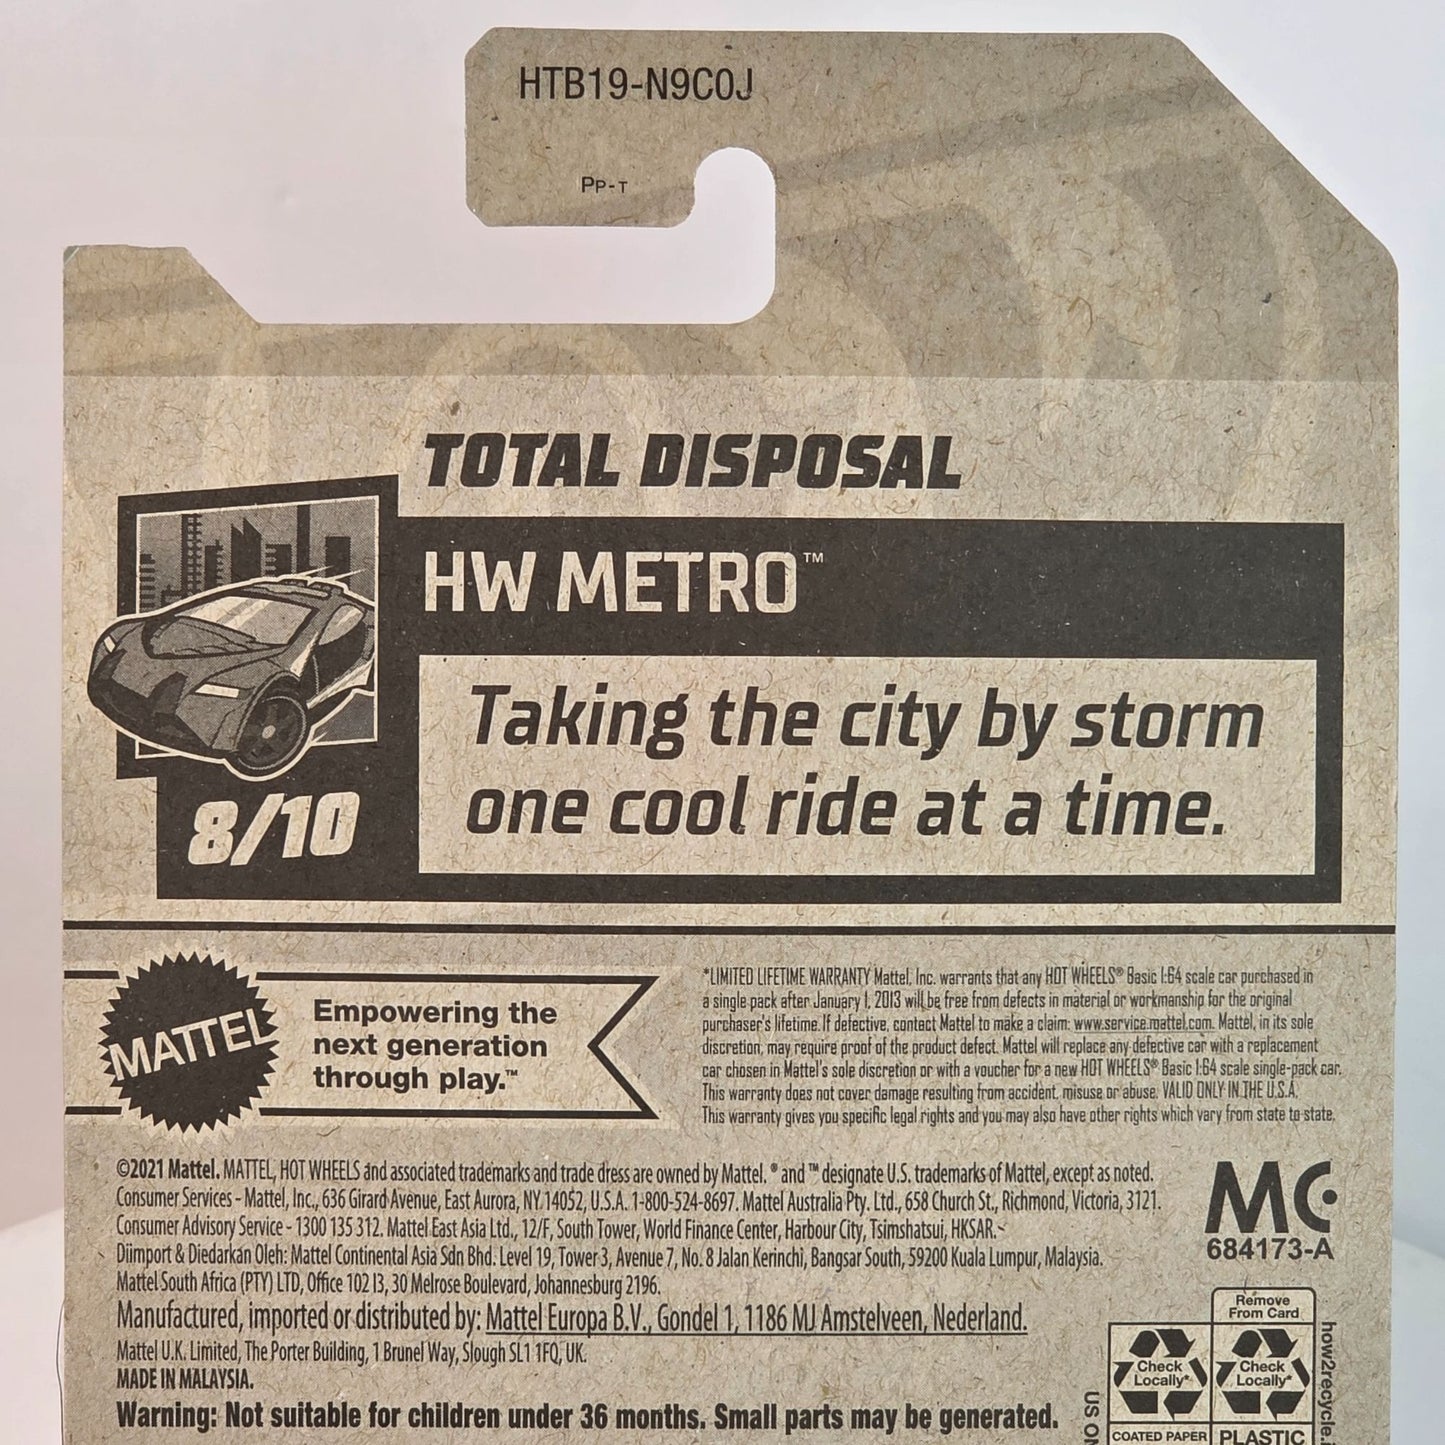 HTB19-N9C0J
PP-T
TOTAL DISPOSAL
HW METRO™
Taking the city by storm
one cool ride at a time.
8/10
MATTEL
Empowering the
next generation
through play.™
*LIMITED LIFETIME WARRANTY Mattel, Inc. warrants that any HOT WHEELS® Basic 1:64 scale car purchased in
a single pack after January 1, 2013 will be free from defects in material or workmanship for the original
purchaser's lifetime. If defective, contact Mattel to make a claim: www.service.mattel.com. Mattel, in its sole
discretion, may require proof of the product defect. Mattel will replace any defective car with a replacement
car chosen in Mattel's sole discretion or with a voucher for a new HOT WHEELS® Basic 1:64 scale single-pack car.
This warranty does not cover damage resulting from accident, misuse or abuse. VALID ONLY IN THE U.S.A.
This warranty gives you specific legal rights and you may also have other rights which vary from state to state.
©2021 Mattel. MATTEL, HOT WHEELS and associated trademarks and trade dress are owned by Mattel. ® and ™ designate U.S. trademarks of Mattel, except as noted.
Consumer Services - Mattel, Inc., 636 Girard Avenue, East Aurora, NY 14052, U.S.A. 1-800-524-8697. Mattel Australia Pty. Ltd., 658 Church St., Richmond, Victoria, 3121.
Consumer Advisory Service - 1300 135 312. Mattel East Asia Ltd., 12/F, South Tower, World Finance Center, Harbour City, Tsimshatsui, HKSAR.
Diimport & Diedarkan Oleh: Mattel Continental Asia Sdn Bhd. Level 19, Tower 3, Avenue 7, No. 8 Jalan Kerinchi, Bangsar South, 59200 Kuala Lumpur, Malaysia.
Mattel South Africa (PTY) LTD, Office 102 I3, 30 Melrose Boulevard, Johannesburg 2196.
Manufactured, imported or distributed by: Mattel Europa B.V., Gondel 1, 1186 MJ Amstelveen, Nederland.
Mattel U.K. Limited, The Porter Building, 1 Brunel Way, Slough SL1 1FQ, UK.
MADE IN MALAYSIA.
Warning: Not suitable for children under 36 months. Small parts may be generated.
MC
684173-A
Remove
From Card
Check
Locally*
Check
Locally*
COATED PAPER
PLASTIC
how2recycle.
US